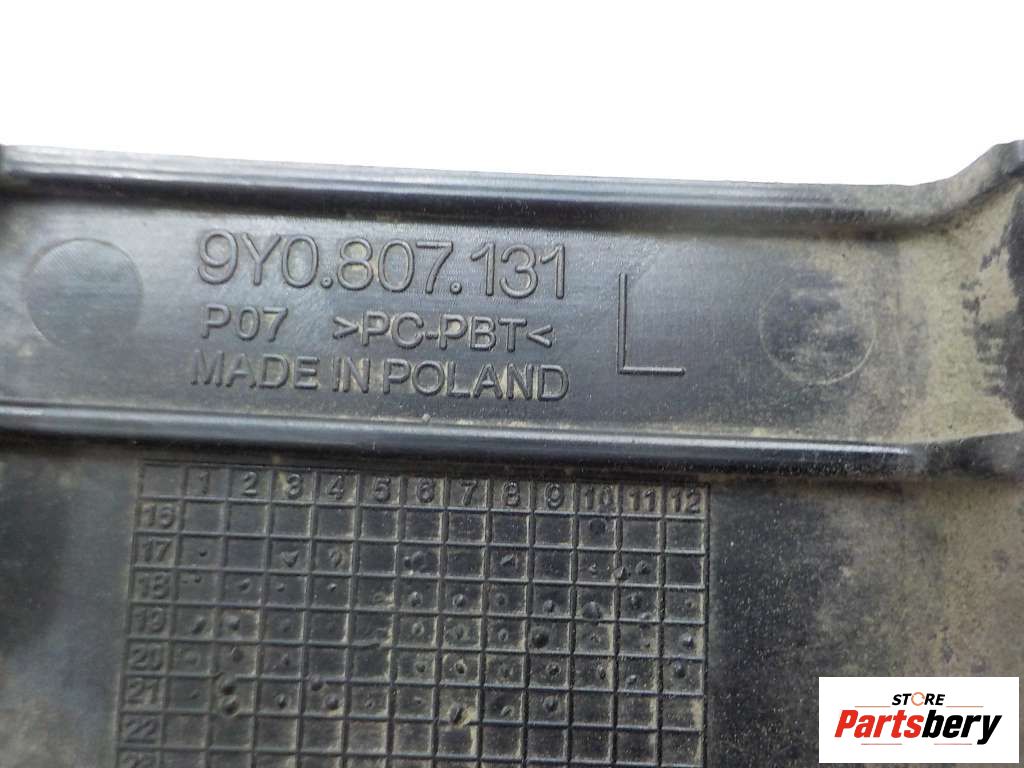 9Y0.807.131
P07 >PC-PBT<
MADE IN POLAND
L
1 2 3 4 5 6 7 8 9 10 11 12
16
17
18
19
20
21
22
STORE
Partsbery